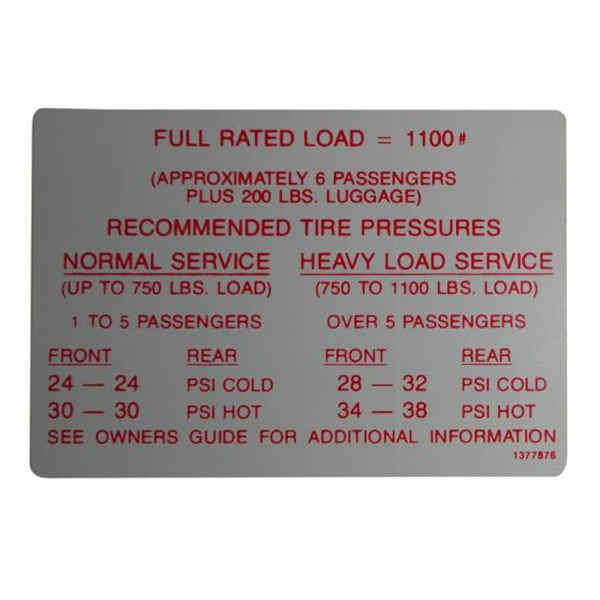 FULL RATED LOAD = 1100#
(APPROXIMATELY 6 PASSENGERS
PLUS 200 LBS. LUGGAGE)
RECOMMENDED TIRE PRESSURES
NORMAL SERVICE HEAVY LOAD SERVICE
(UP TO 750 LBS. LOAD) (750 TO 1100 LBS. LOAD)
1 TO 5 PASSENGERS OVER 5 PASSENGERS
FRONT REAR FRONT REAR
24 — 24 PSI COLD 28 — 32 PSI COLD
30 — 30 PSI HOT 34 — 38 PSI HOT
SEE OWNERS GUIDE FOR ADDITIONAL INFORMATION
1377876